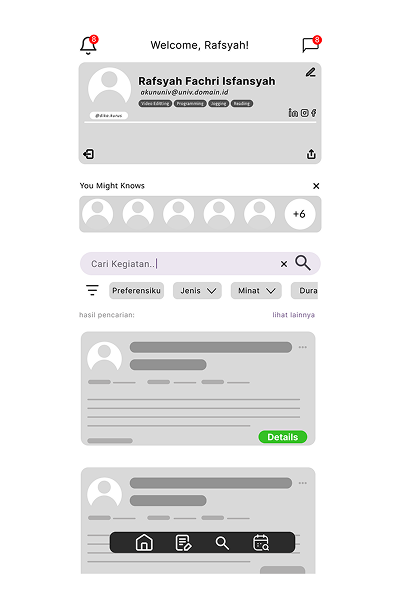 8
Welcome, Rafsyah!
8
Rafsyah Fachri Isfansyah
akununiv@univ.domain.id
Video Editting Programming Jogging Reading
@dika.kurus
You Might Knows
+6
Cari Kegiatan..
Preferensiku Jenis Minat Dura
hasil pencarian: lihat lainnya
Details